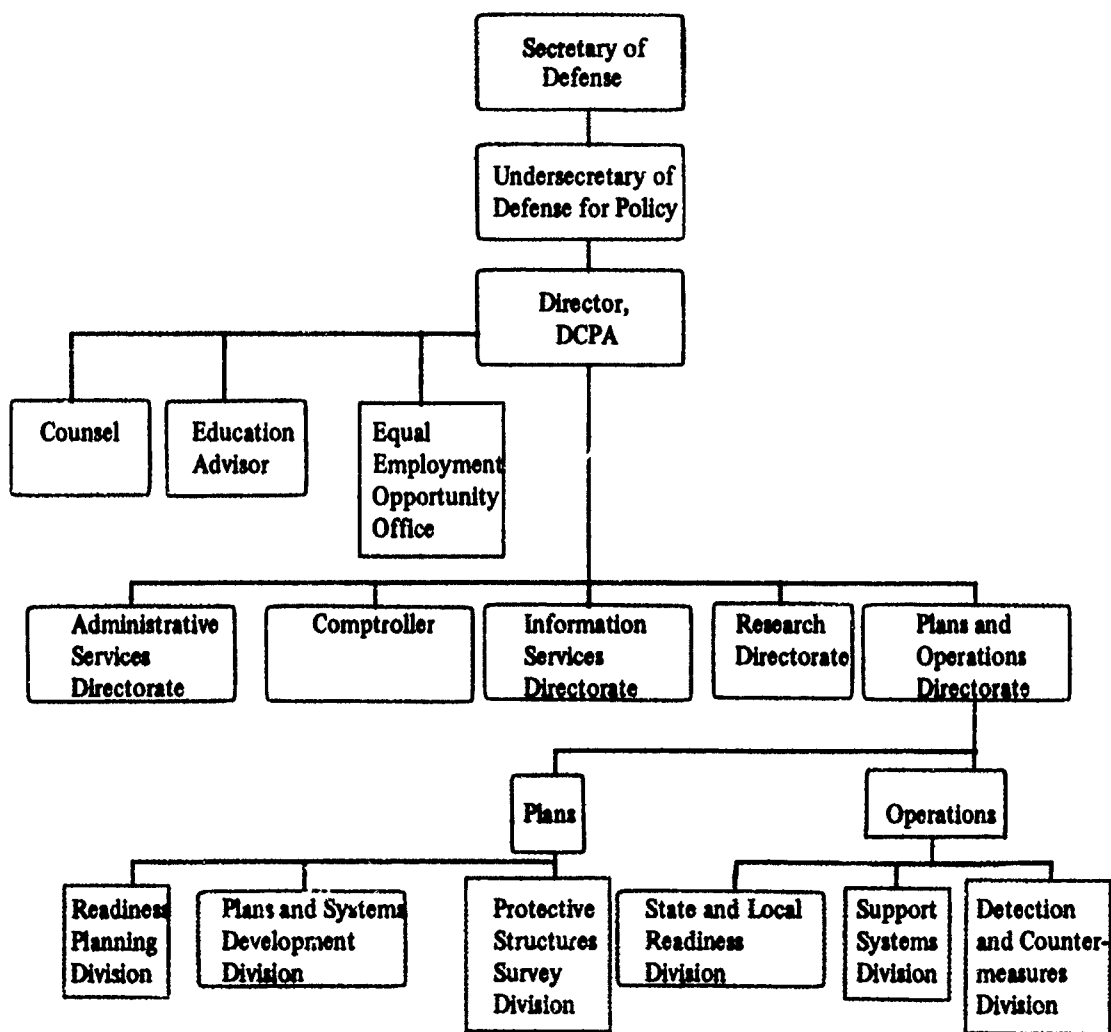 Secretary of
Defense
Undersecretary of
Defense for Policy
Director,
DCPA
Counsel
Education
Advisor
Equal
Employment
Opportunity
Office
Administrative
Services
Directorate
Comptroller
Information
Services
Directorate
Research
Directorate
Plans and
Operations
Directorate
Plans
Operations
Readiness
Planning
Division
Plans and Systems
Development
Division
Protective
Structures
Survey
Division
State and Local
Readiness
Division
Support
Systems
Division
Detection
and Counter-
measures
Division